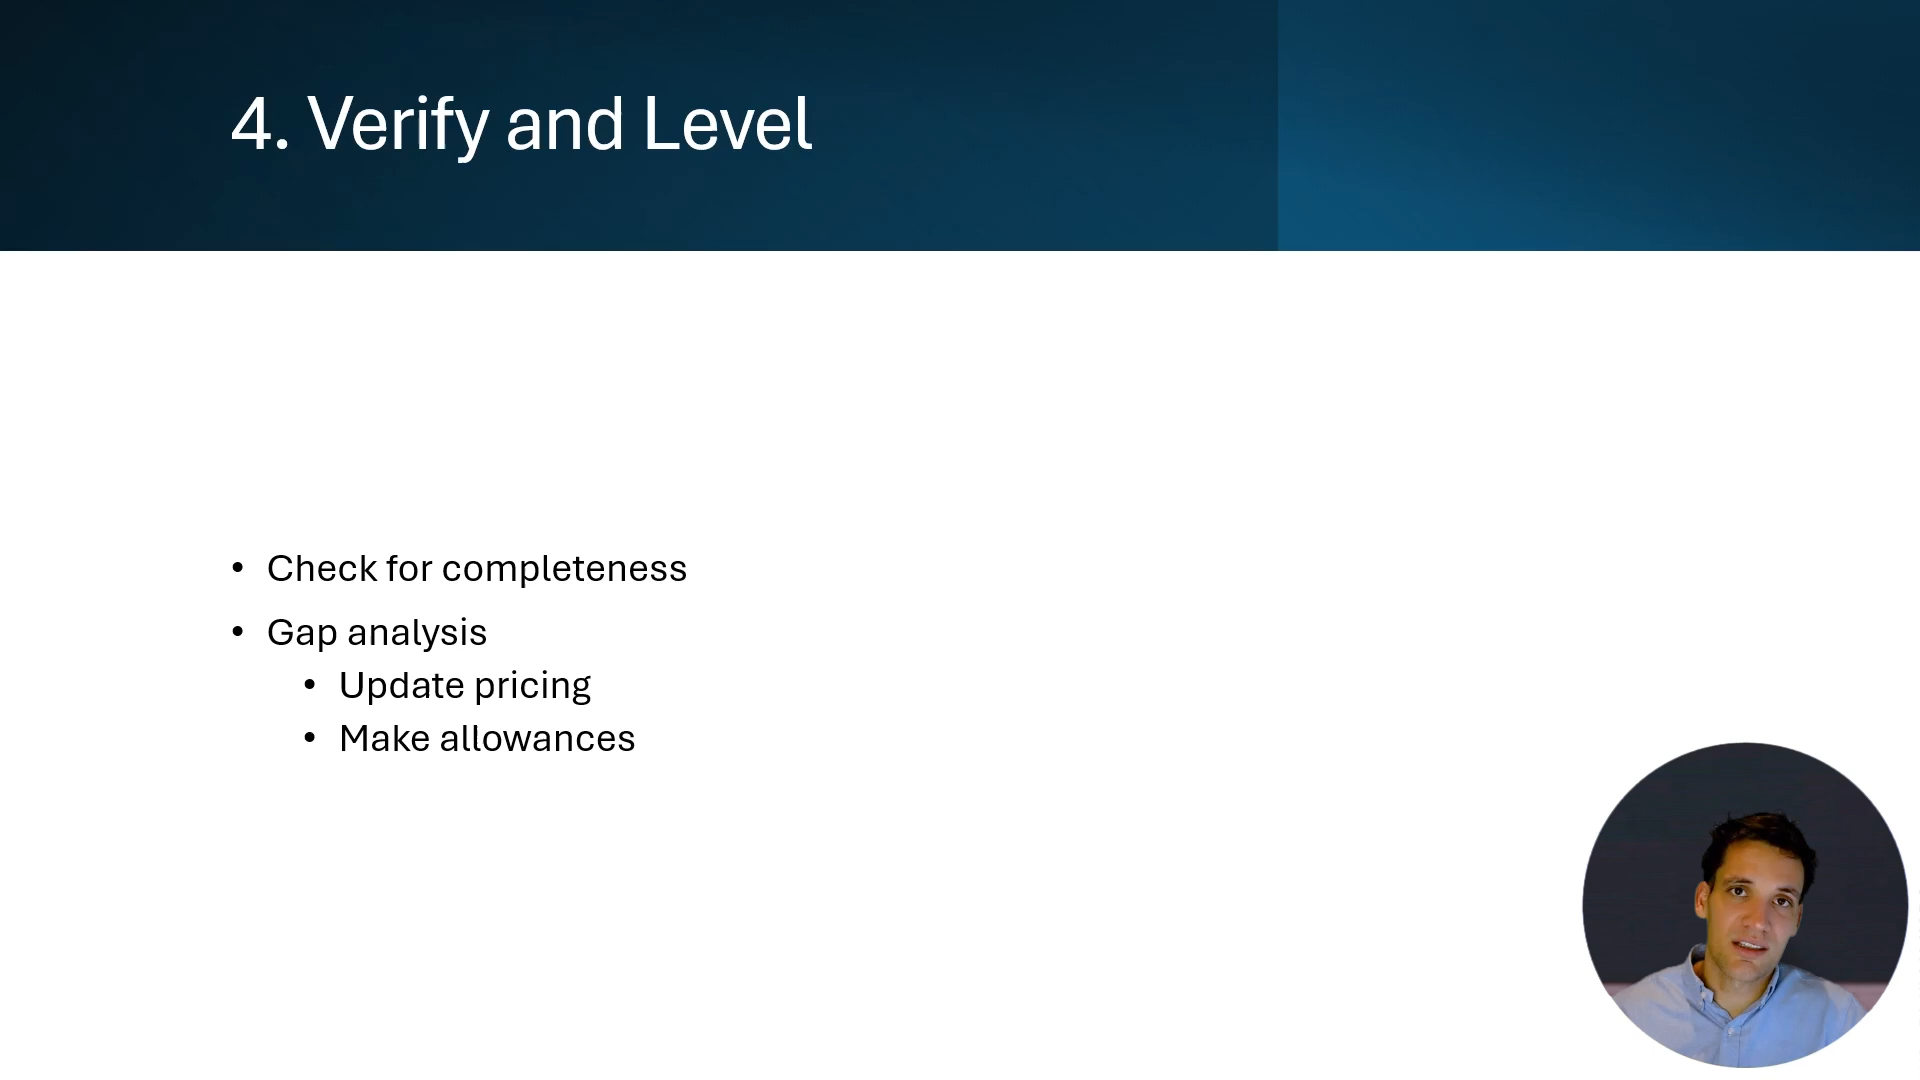 4. Verify and Level
• Check for completeness
• Gap analysis
• Update pricing
• Make allowances